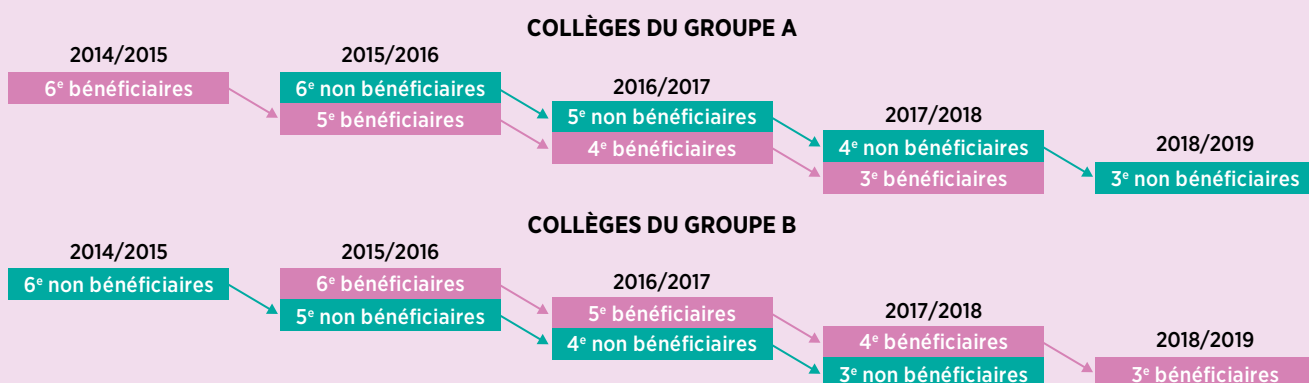 COLLÈGES DU GROUPE A
2014/2015
2015/2016
6e bénéficiaires
6e non bénéficiaires
2016/2017
5e bénéficiaires
5e non bénéficiaires
2017/2018
4e bénéficiaires
4e non bénéficiaires
2018/2019
3e bénéficiaires
3e non bénéficiaires
COLLÈGES DU GROUPE B
2014/2015
2015/2016
6e non bénéficiaires
6e bénéficiaires
2016/2017
5e non bénéficiaires
5e bénéficiaires
2017/2018
4e non bénéficiaires
4e bénéficiaires
2018/2019
3e non bénéficiaires
3e bénéficiaires